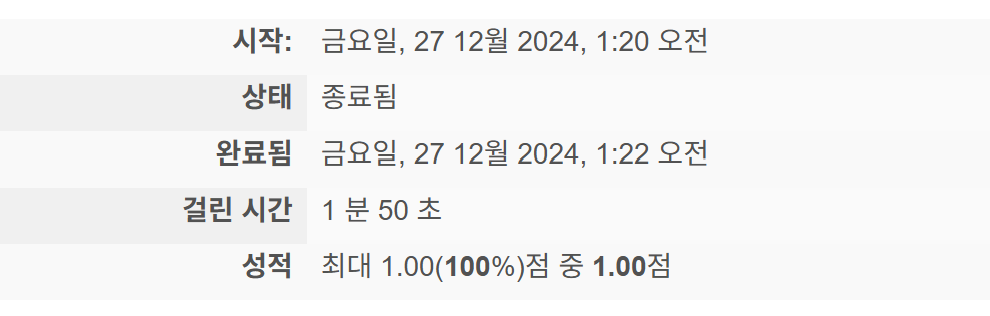 시작: 금요일, 27 12월 2024, 1:20 오전
상태 종료됨
완료됨 금요일, 27 12월 2024, 1:22 오전
걸린 시간 1 분 50 초
성적 최대 1.00(100%)점 중 1.00점